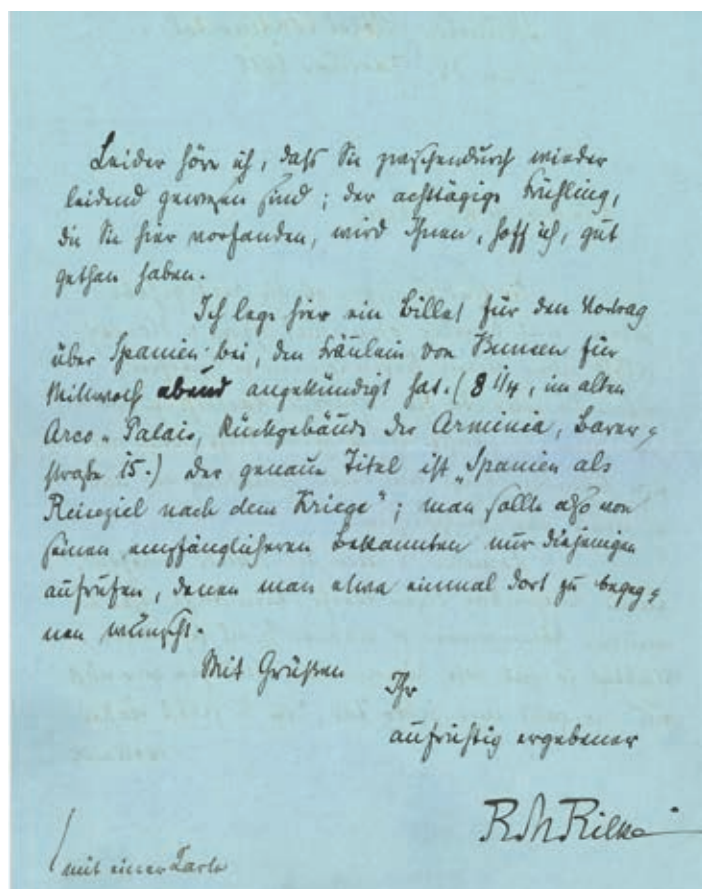 Leider höre ich, daſs Sie zwischendurch wieder
leidend gewesen sind; der achttägige Frühling,
die Sie hier vorfanden, wird Ihnen, hoff ich, gut
gethan haben.
Ich lege hier ein Billet für den Vortrag
über Spanien bei, den Fräulein von Bunsen für
Mittwoch abend angekündigt hat. (8 1/4, im alten
Arco-Palais, Rückgebäude der Arminia, Barer-
straße 15.) Der genaue Titel ist „Spanien als
Reiseziel nach dem Kriege"; man sollte also von
seinen empfänglicheren Bekannten nur diejenigen
aufrufen, denen man etwa einmal dort zu begeg-
nen wünscht.
Mit Grüßen
Ihr
aufrichtig ergebener
RMRilke
mit einer Karte